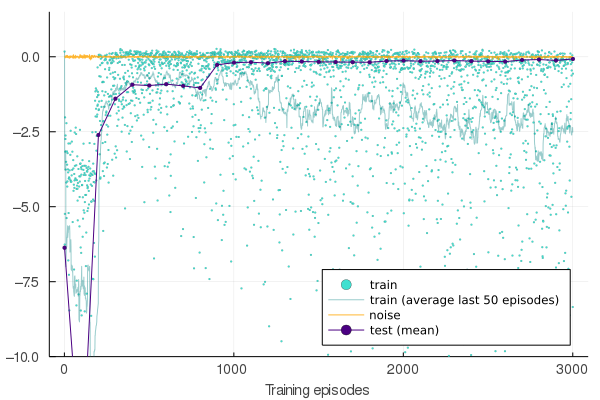 0.0
−2.5
−5.0
−7.5
−10.0
0
1000
2000
3000
Training episodes
train
train (average last 50 episodes)
noise
test (mean)